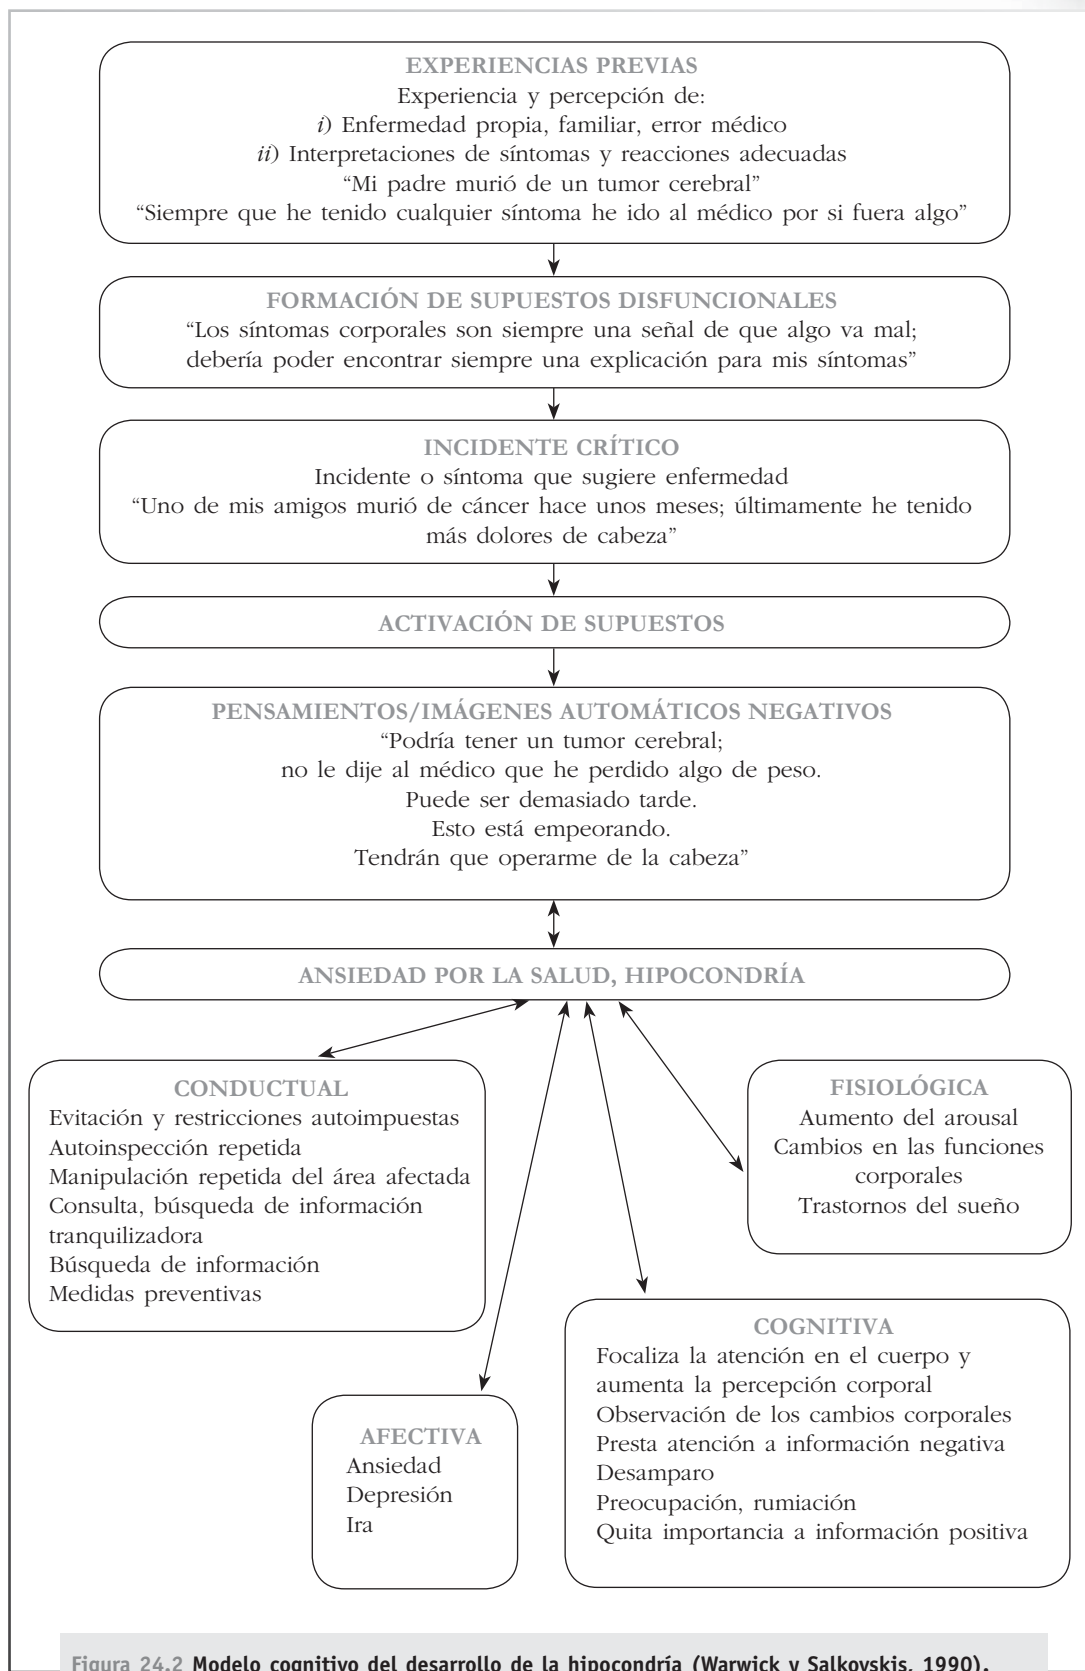 EXPERIENCIAS PREVIAS
Experiencia y percepción de:
i) Enfermedad propia, familiar, error médico
ii) Interpretaciones de síntomas y reacciones adecuadas
“Mi padre murió de un tumor cerebral”
“Siempre que he tenido cualquier síntoma he ido al médico por si fuera algo”
FORMACIÓN DE SUPUESTOS DISFUNCIONALES
“Los síntomas corporales son siempre una señal de que algo va mal;
debería poder encontrar siempre una explicación para mis síntomas”
INCIDENTE CRÍTICO
Incidente o síntoma que sugiere enfermedad
“Uno de mis amigos murió de cáncer hace unos meses; últimamente he tenido
más dolores de cabeza”
ACTIVACIÓN DE SUPUESTOS
PENSAMIENTOS/IMÁGENES AUTOMÁTICOS NEGATIVOS
“Podría tener un tumor cerebral;
no le dije al médico que he perdido algo de peso.
Puede ser demasiado tarde.
Esto está empeorando.
Tendrán que operarme de la cabeza”
ANSIEDAD POR LA SALUD, HIPOCONDRÍA
CONDUCTUAL
Evitación y restricciones autoimpuestas
Autoinspección repetida
Manipulación repetida del área afectada
Consulta, búsqueda de información
tranquilizadora
Búsqueda de información
Medidas preventivas
FISIOLÓGICA
Aumento del arousal
Cambios en las funciones
corporales
Trastornos del sueño
AFECTIVA
Ansiedad
Depresión
Ira
COGNITIVA
Focaliza la atención en el cuerpo y
aumenta la percepción corporal
Observación de los cambios corporales
Presta atención a información negativa
Desamparo
Preocupación, rumiación
Quita importancia a información positiva
Figura 24.2 Modelo cognitivo del desarrollo de la hipocondría (Warwick y Salkovskis, 1990).